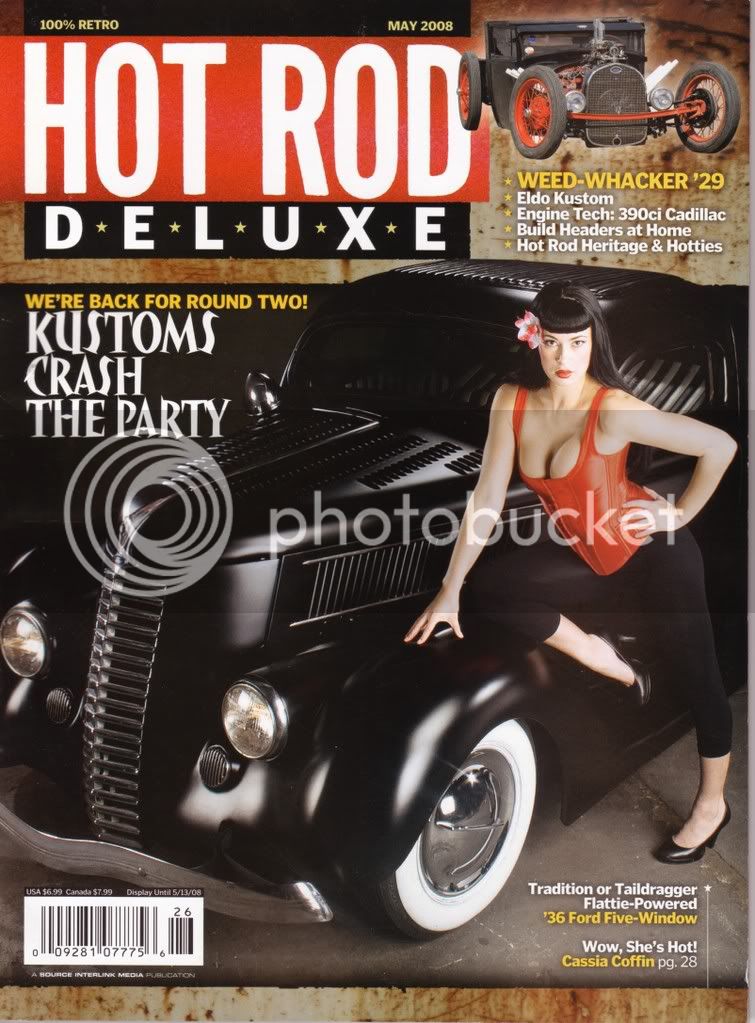 100% RETRO
MAY 2008
HOT ROD
D★E★L★U★X★E
★ WEED-WHACKER '29
★ Eldo Kustom
★ Engine Tech: 390ci Cadillac
★ Build Headers at Home
★ Hot Rod Heritage & Hotties
WE'RE BACK FOR ROUND TWO!
KUSTOMS
CRASH
THE PARTY
photobucket
USA $6.99 Canada $7.99 Display Until 5/13/08
26
0 09281 07775 6
A SOURCE INTERLINK MEDIA PUBLICATION
Tradition or Taildragger ★
Flattie-Powered
'36 Ford Five-Window
Wow, She's Hot!
Cassia Coffin pg. 28